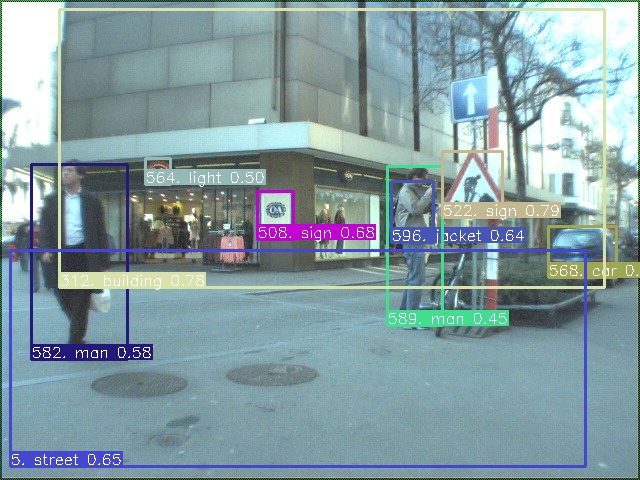 564. light 0.50
508. sign 0.68
522. sign 0.79
596. jacket 0.64
568. car 0.
312. building 0.78
589. man 0.45
582. man 0.58
5. street 0.65